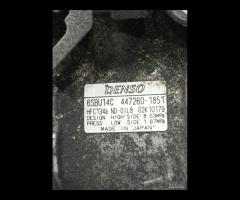 DENSO
6SBU14C 447260-1851
HFC134a ND-OIL8 02K10179
DESIGN HIGH SIDE:3.53MPa
PRESS LOW SIDE 1.67MPa
MADE IN JAPAN